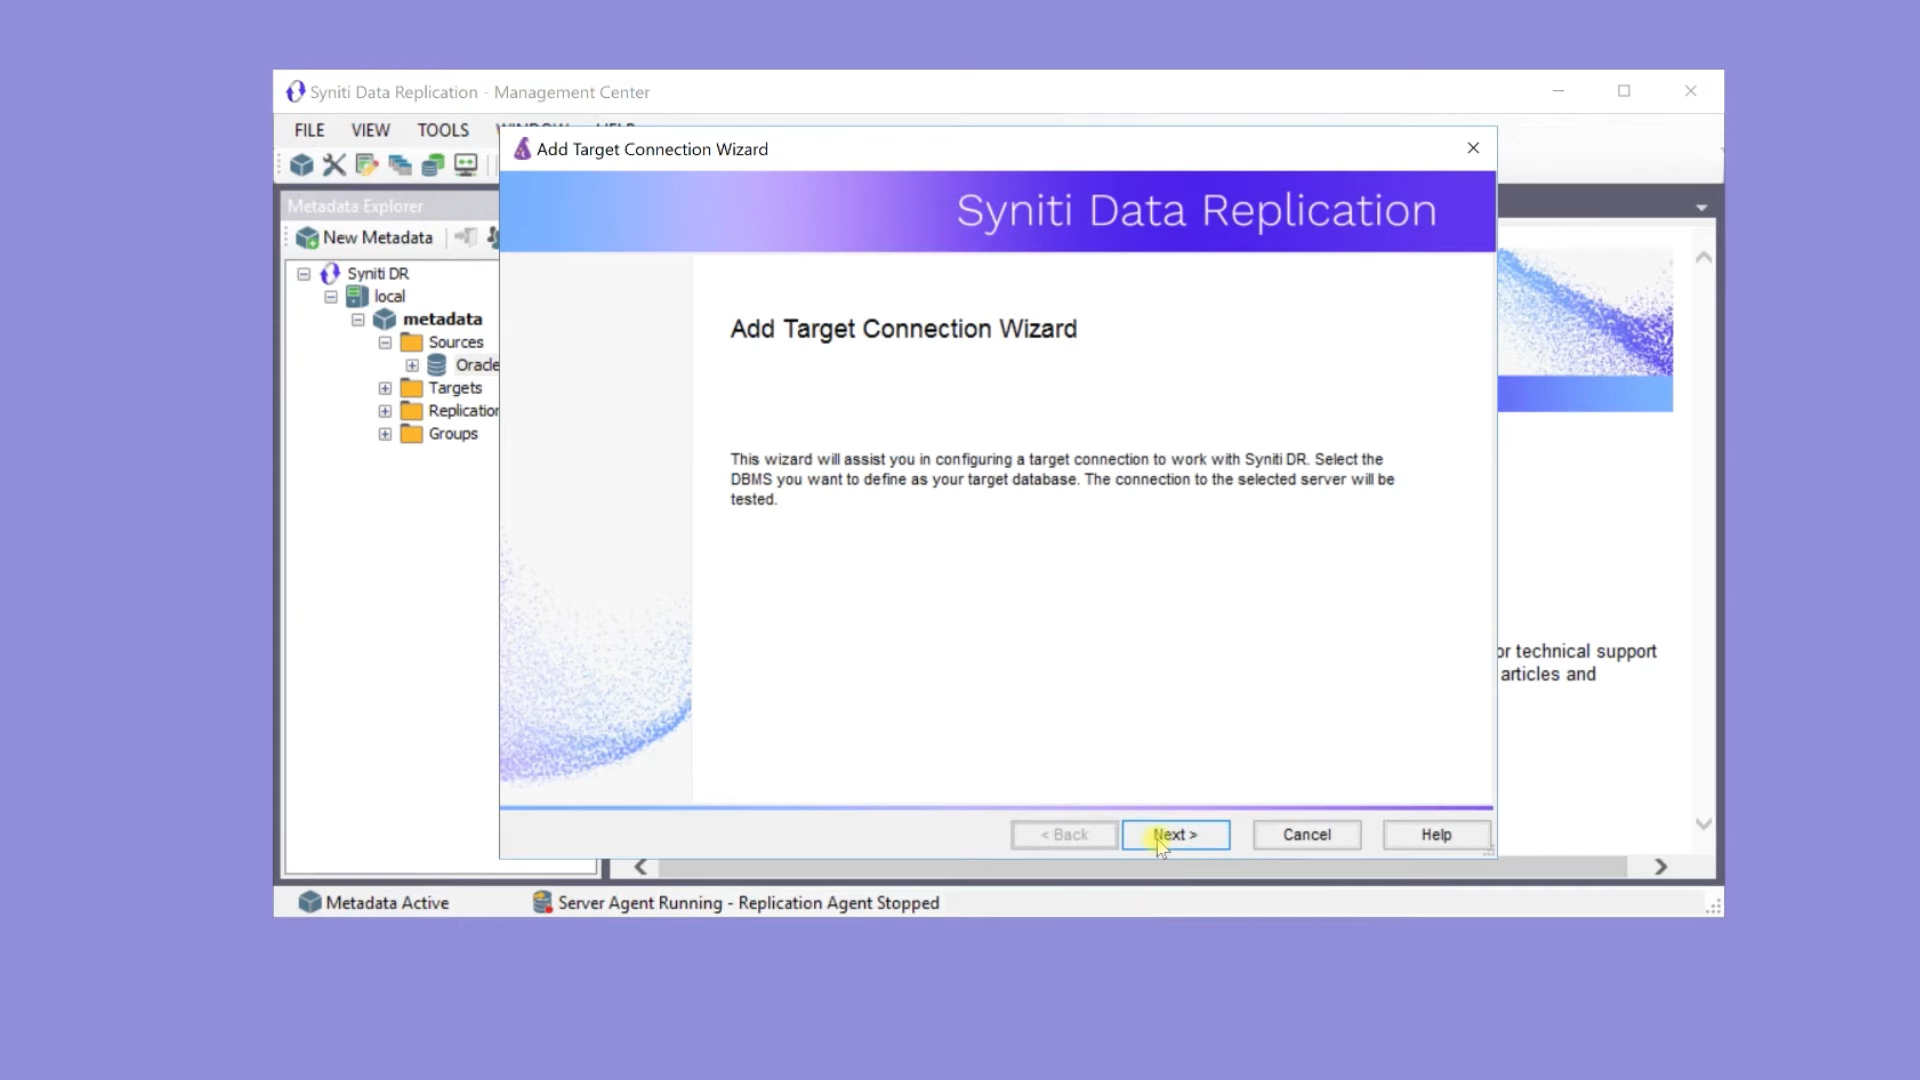 Syniti Data Replication - Management Center
FILE VIEW TOOLS
Add Target Connection Wizard
Syniti Data Replication
Metadata Explorer
New Metadata
Syniti DR
local
metadata
Sources
Oracle
Targets
Replication
Groups
Add Target Connection Wizard
This wizard will assist you in configuring a target connection to work with Syniti DR. Select the
DBMS you want to define as your target database. The connection to the selected server will be
tested.
or technical support
articles and
< Back Next > Cancel Help
Metadata Active Server Agent Running - Replication Agent Stopped